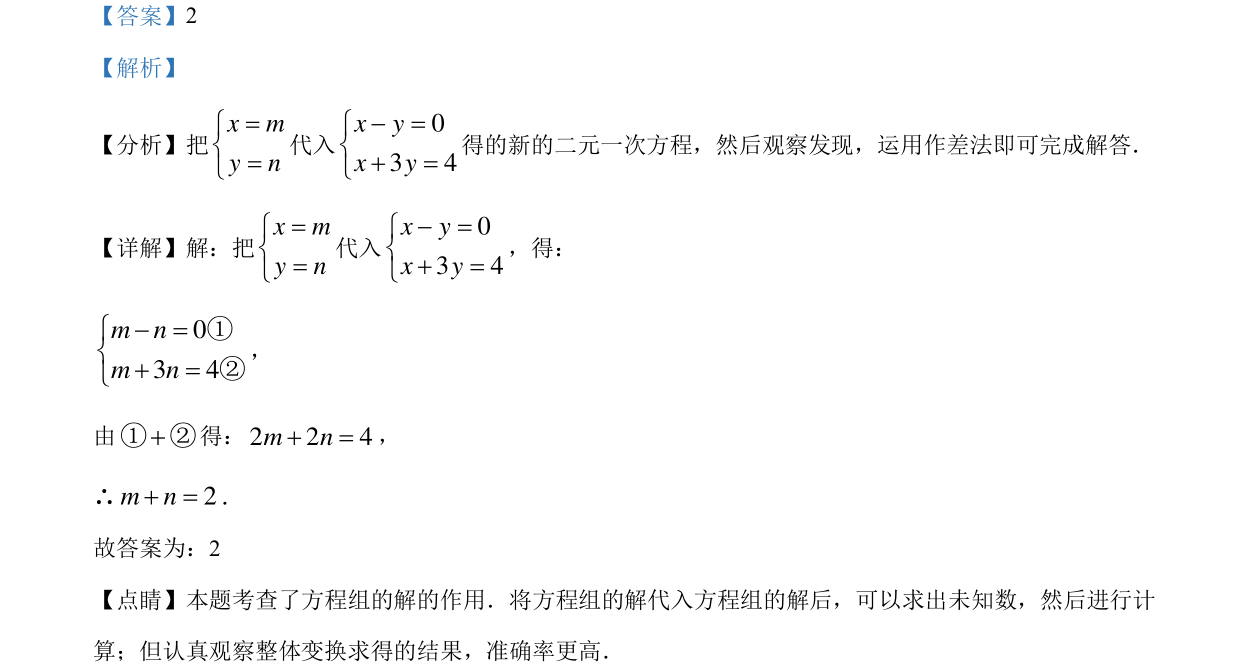 【答案】2
【解析】
【分析】把{x=m y=n 代入{x-y=0 x+3y=4 得的新的二元一次方程，然后观察发现，运用作差法即可完成解答．
【详解】解：把{x=m y=n 代入{x-y=0 x+3y=4，得：
{m-n=0① m+3n=4②，
由①+②得：2m+2n=4，
∴m+n=2．
故答案为：2
【点睛】本题考查了方程组的解的作用．将方程组的解代入方程组的解后，可以求出未知数，然后进行计
算；但认真观察整体变换求得的结果，准确率更高．